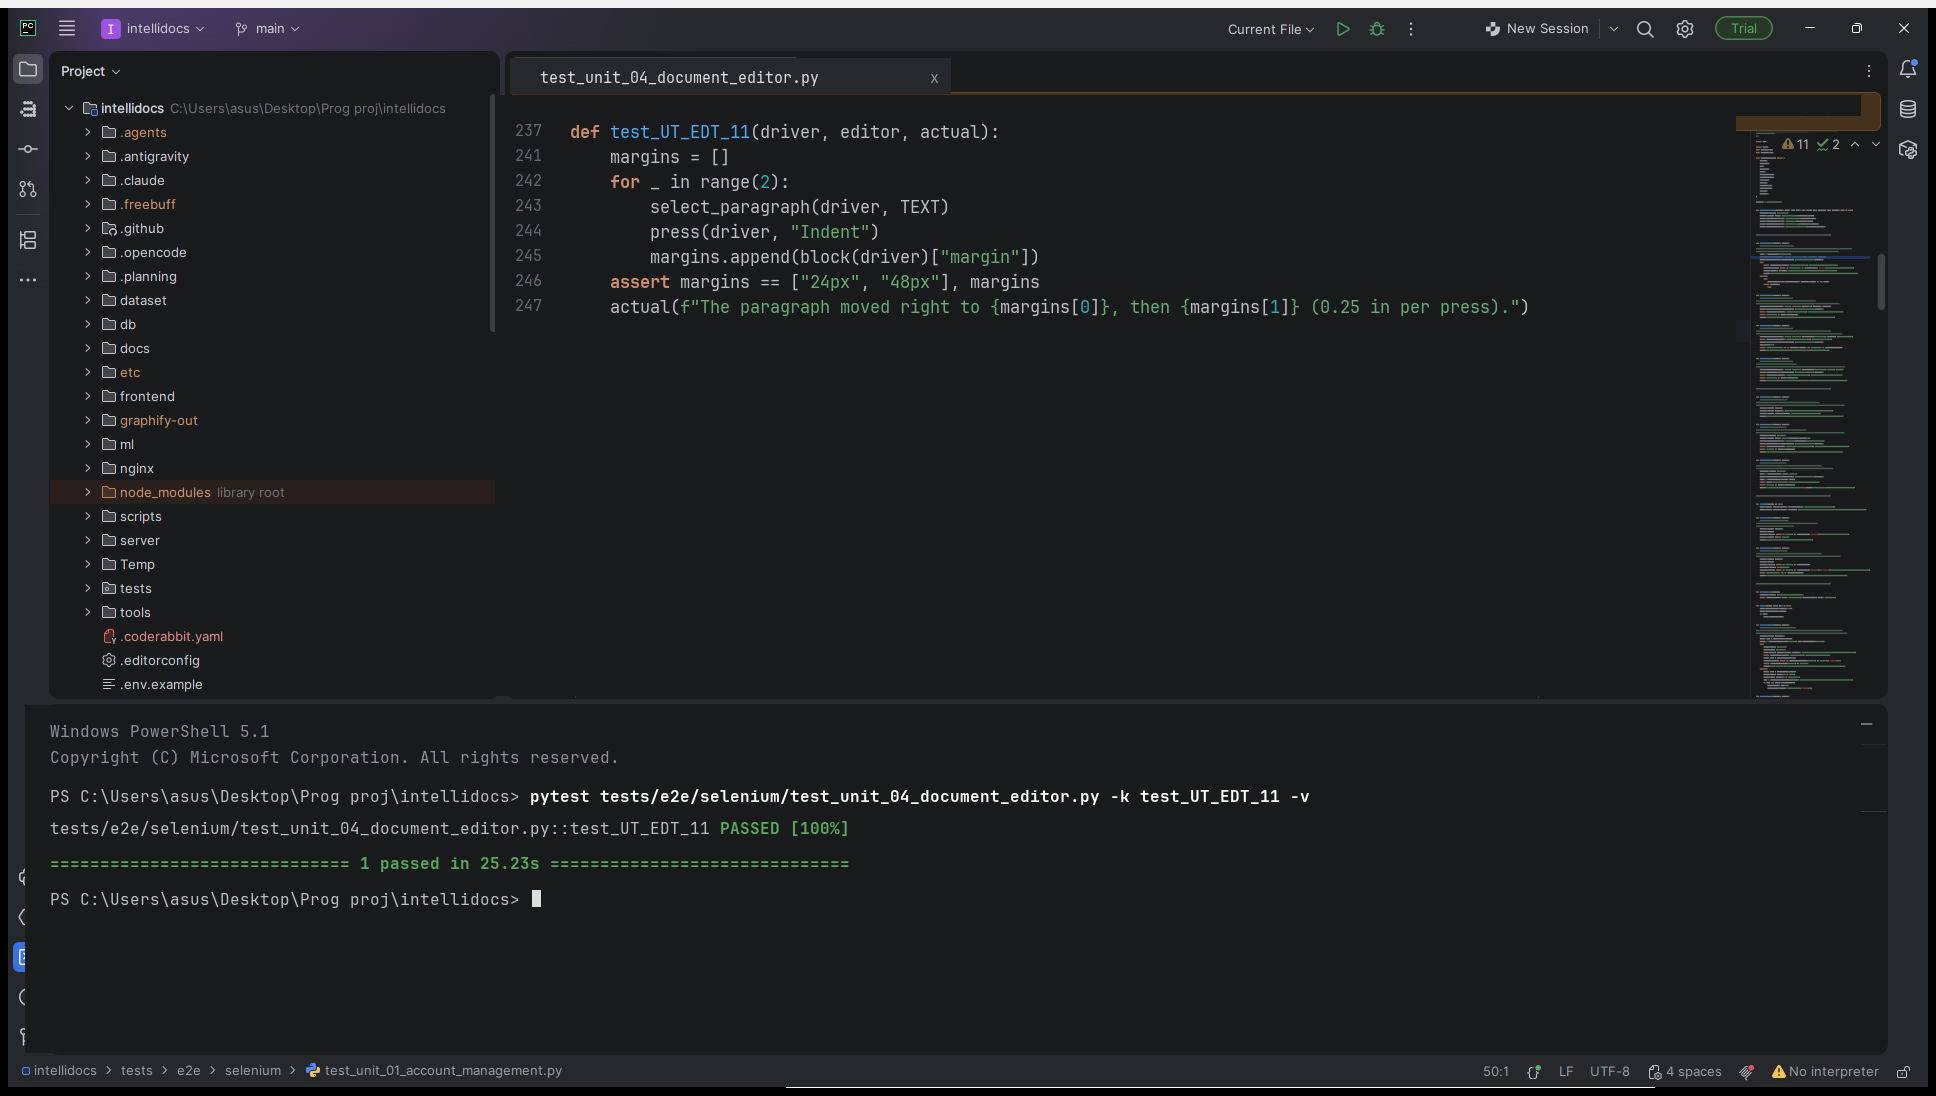 PC
I intellidocs main Current File New Session Trial
Project
test_unit_04_document_editor.py x
intellidocs C:\Users\asus\Desktop\Prog proj\intellidocs
.agents
.antigravity
.claude
.freebuff
.github
.opencode
.planning
dataset
db
docs
etc
frontend
graphify-out
ml
nginx
node_modules library root
scripts
server
Temp
tests
tools
.coderabbit.yaml
.editorconfig
.env.example
11 2
237 def test_UT_EDT_11(driver, editor, actual):
241 margins = []
242 for _ in range(2):
243 select_paragraph(driver, TEXT)
244 press(driver, "Indent")
245 margins.append(block(driver)["margin"])
246 assert margins == ["24px", "48px"], margins
247 actual(f"The paragraph moved right to {margins[0]}, then {margins[1]} (0.25 in per press).")
Windows PowerShell 5.1
Copyright (C) Microsoft Corporation. All rights reserved.
PS C:\Users\asus\Desktop\Prog proj\intellidocs> pytest tests/e2e/selenium/test_unit_04_document_editor.py -k test_UT_EDT_11 -v
tests/e2e/selenium/test_unit_04_document_editor.py::test_UT_EDT_11 PASSED [100%]
============================== 1 passed in 25.23s ==============================
PS C:\Users\asus\Desktop\Prog proj\intellidocs>
intellidocs > tests > e2e > selenium > test_unit_01_account_management.py 50:1 LF UTF-8 4 spaces No interpreter